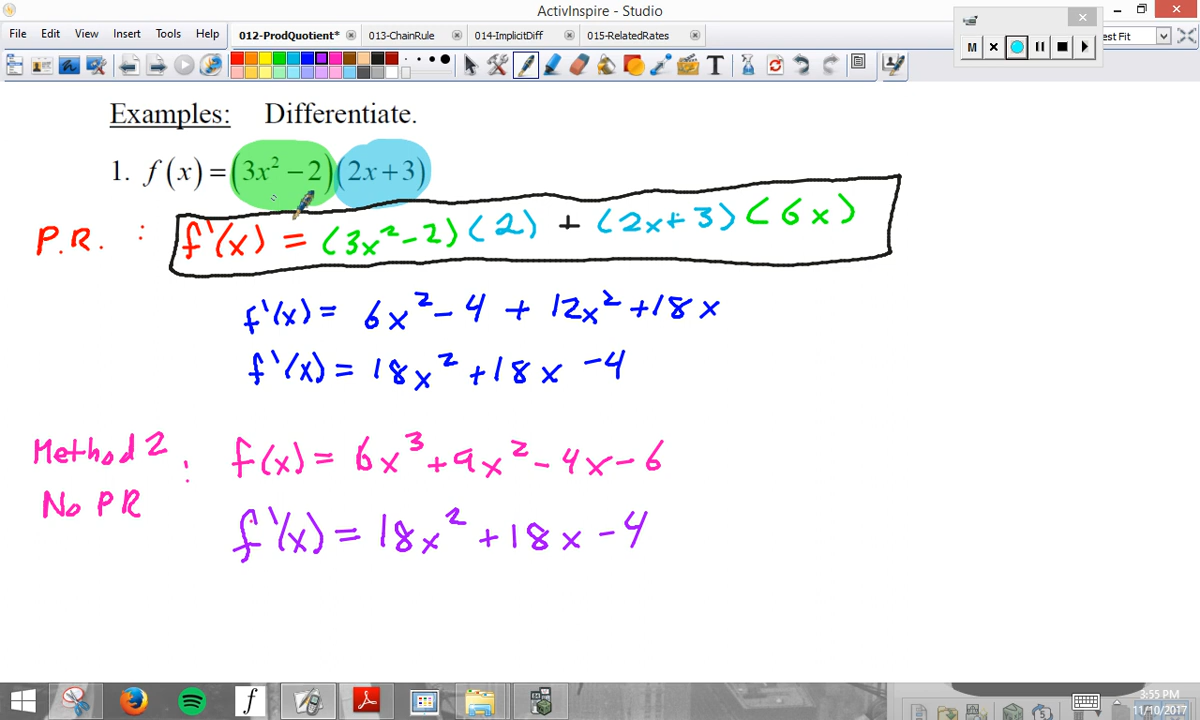 ActivInspire - Studio
File Edit View Insert Tools Help 012-ProdQuotient* 013-ChainRule 014-ImplicitDiff 015-RelatedRates est Fit
M
T
Examples: Differentiate.
1. f(x)=(3x²−2)(2x+3)
P.R. : f'(x) = (3x²-2)(2) + (2x+3)(6x)
f'(x) = 6x² - 4 + 12x² + 18x
f'(x) = 18x² + 18x - 4
Method 2 : f(x) = 6x³ + 9x² - 4x - 6
No PR
f'(x) = 18x² + 18x - 4
f
3:55 PM
11/10/2017